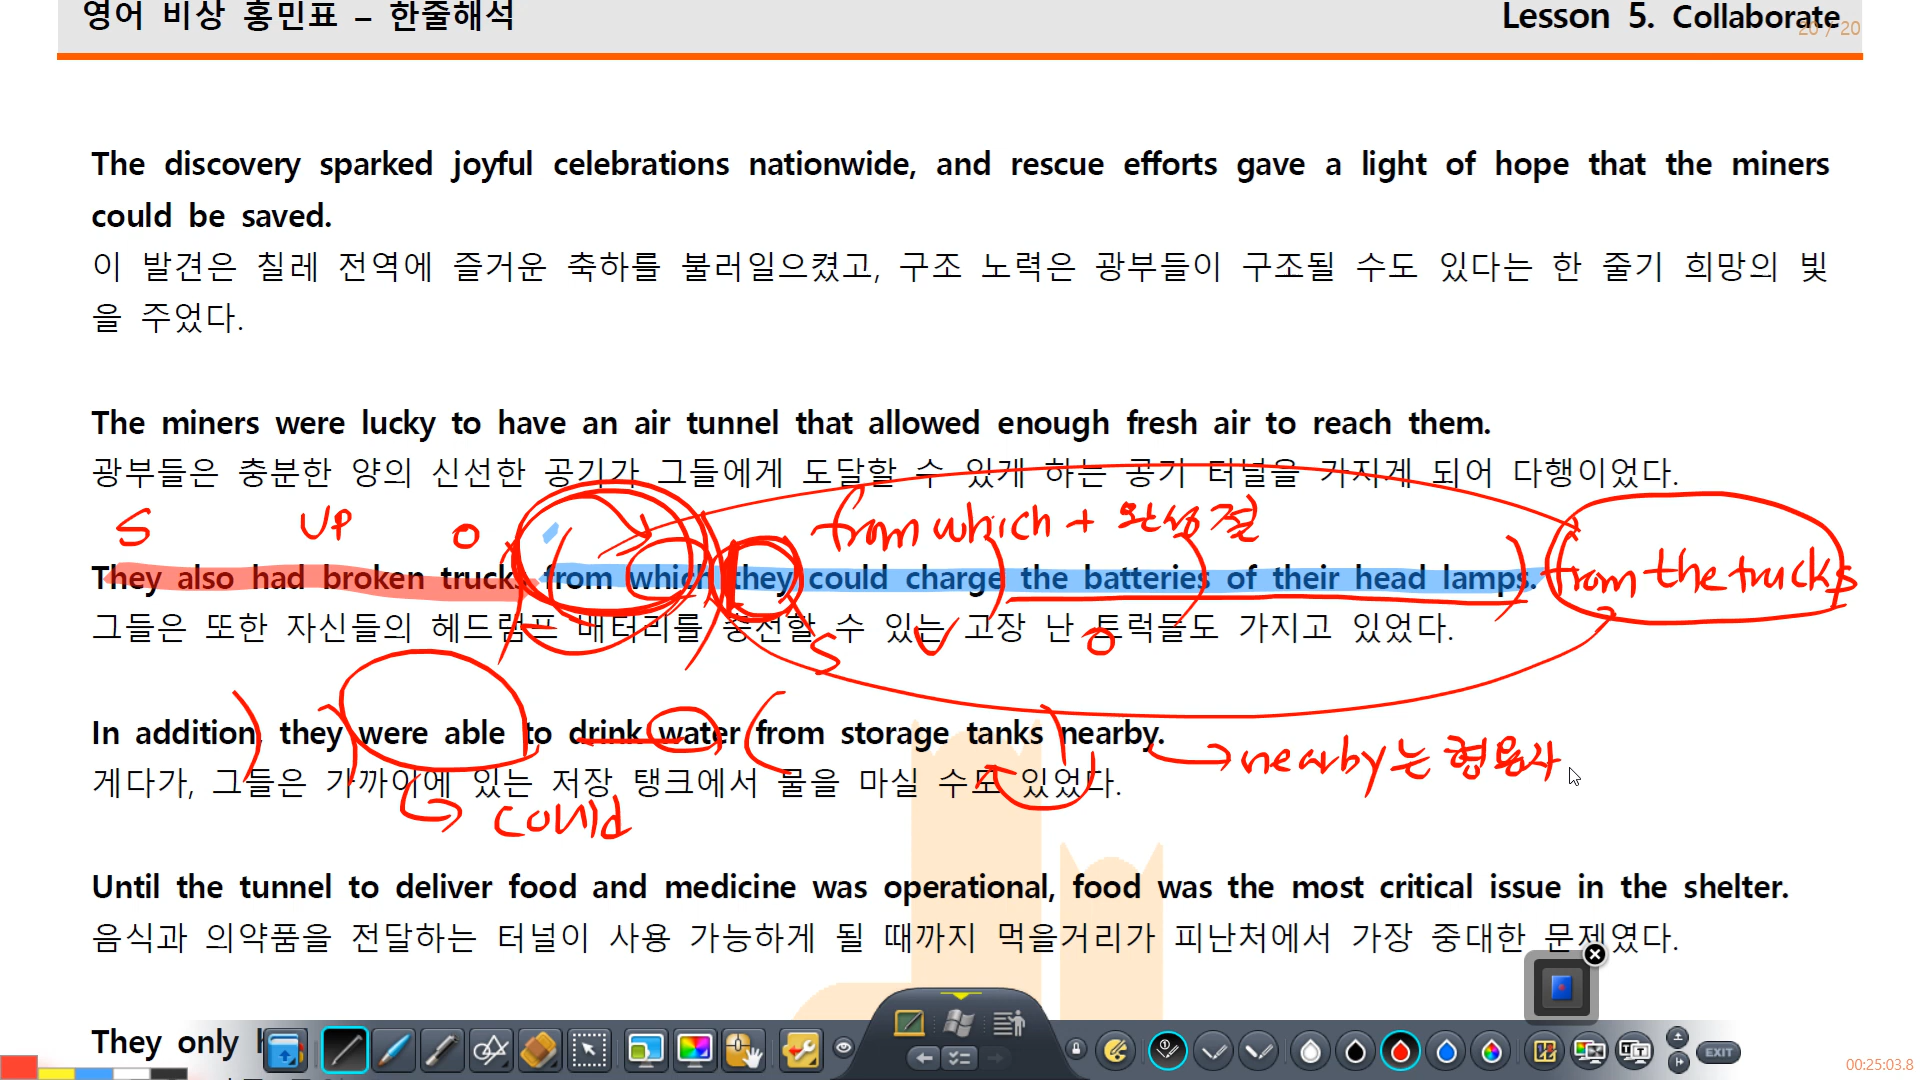 영어 비상 홍민표 – 한줄해석
Lesson 5. Collaborate
20 / 20
The discovery sparked joyful celebrations nationwide, and rescue efforts gave a light of hope that the miners
could be saved.
이 발견은 칠레 전역에 즐거운 축하를 불러일으켰고, 구조 노력은 광부들이 구조될 수도 있다는 한 줄기 희망의 빛
을 주었다.
The miners were lucky to have an air tunnel that allowed enough fresh air to reach them.
광부들은 충분한 양의 신선한 공기가 그들에게 도달할 수 있게 하는 공기 터널을 가지게 되어 다행이었다.
S UP O from which + 완성절
They also had broken trucks from which they could charge the batteries of their head lamps. from the trucks
그들은 또한 자신들의 헤드램프 배터리를 충전할 수 있는 고장 난 트럭들도 가지고 있었다.
S V O
In addition, they were able to drink water from storage tanks nearby.
nearby는 형용사
게다가, 그들은 가까이에 있는 저장 탱크에서 물을 마실 수도 있었다.
could
Until the tunnel to deliver food and medicine was operational, food was the most critical issue in the shelter.
음식과 의약품을 전달하는 터널이 사용 가능하게 될 때까지 먹을거리가 피난처에서 가장 중대한 문제였다.
They only
EXIT
00:25:03.8